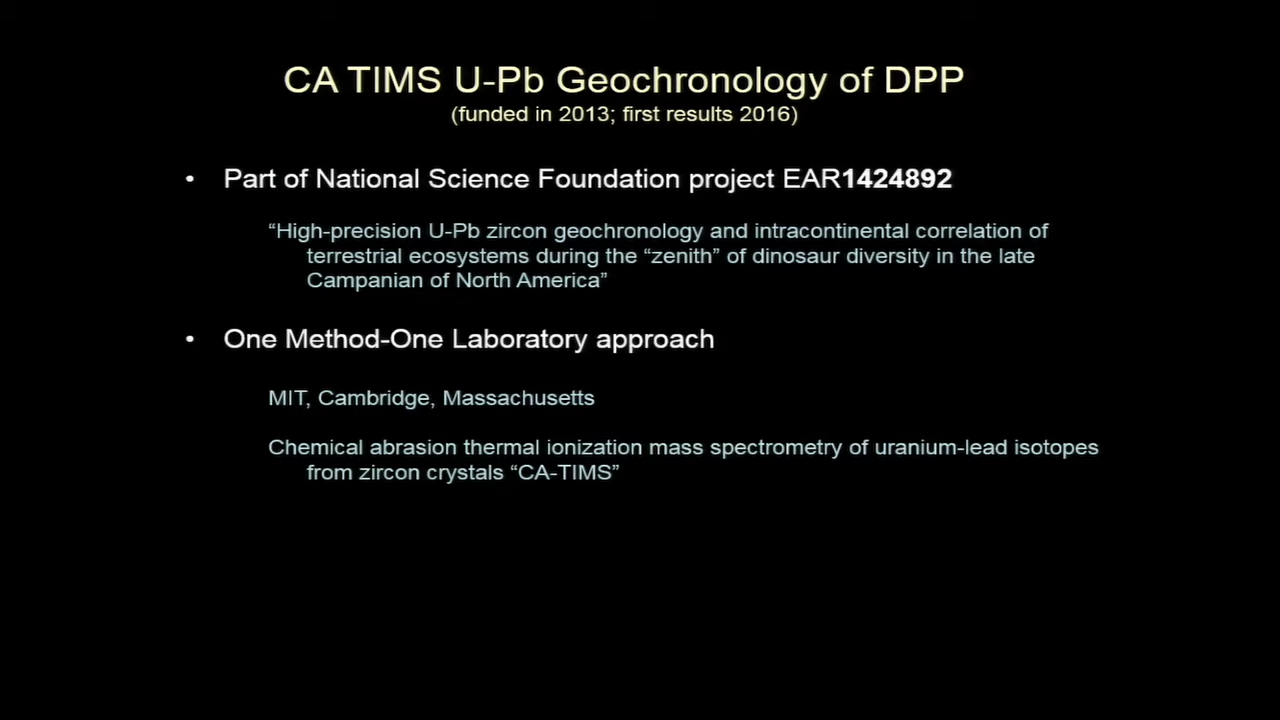 CA TIMS U-Pb Geochronology of DPP
(funded in 2013; first results 2016)
• Part of National Science Foundation project EAR1424892
“High-precision U-Pb zircon geochronology and intracontinental correlation of
terrestrial ecosystems during the “zenith” of dinosaur diversity in the late
Campanian of North America”
• One Method-One Laboratory approach
MIT, Cambridge, Massachusetts
Chemical abrasion thermal ionization mass spectrometry of uranium-lead isotopes
from zircon crystals “CA-TIMS”